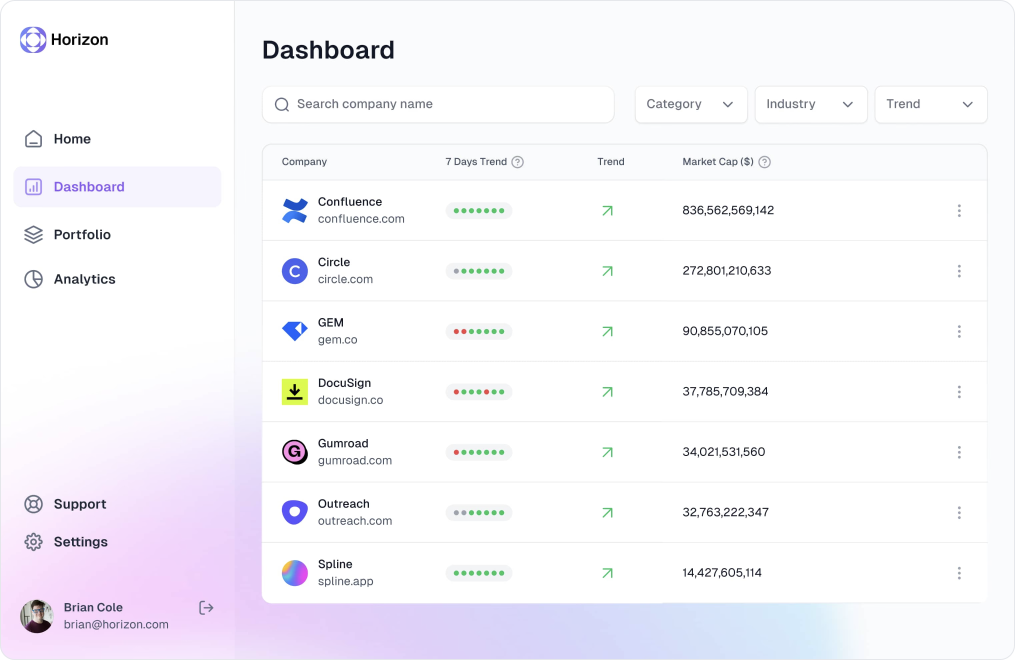 Horizon
Home
Dashboard
Portfolio
Analytics
Support
Settings
Brian Cole
brian@horizon.com
Dashboard
Search company name
Category
Industry
Trend
Company 7 Days Trend ? Trend Market Cap ($) ?
Confluence
confluence.com
836,562,569,142
C
Circle
circle.com
272,801,210,633
GEM
gem.co
90,855,070,105
DocuSign
docusign.co
37,785,709,384
G
Gumroad
gumroad.com
34,021,531,560
Outreach
outreach.com
32,763,222,347
Spline
spline.app
14,427,605,114